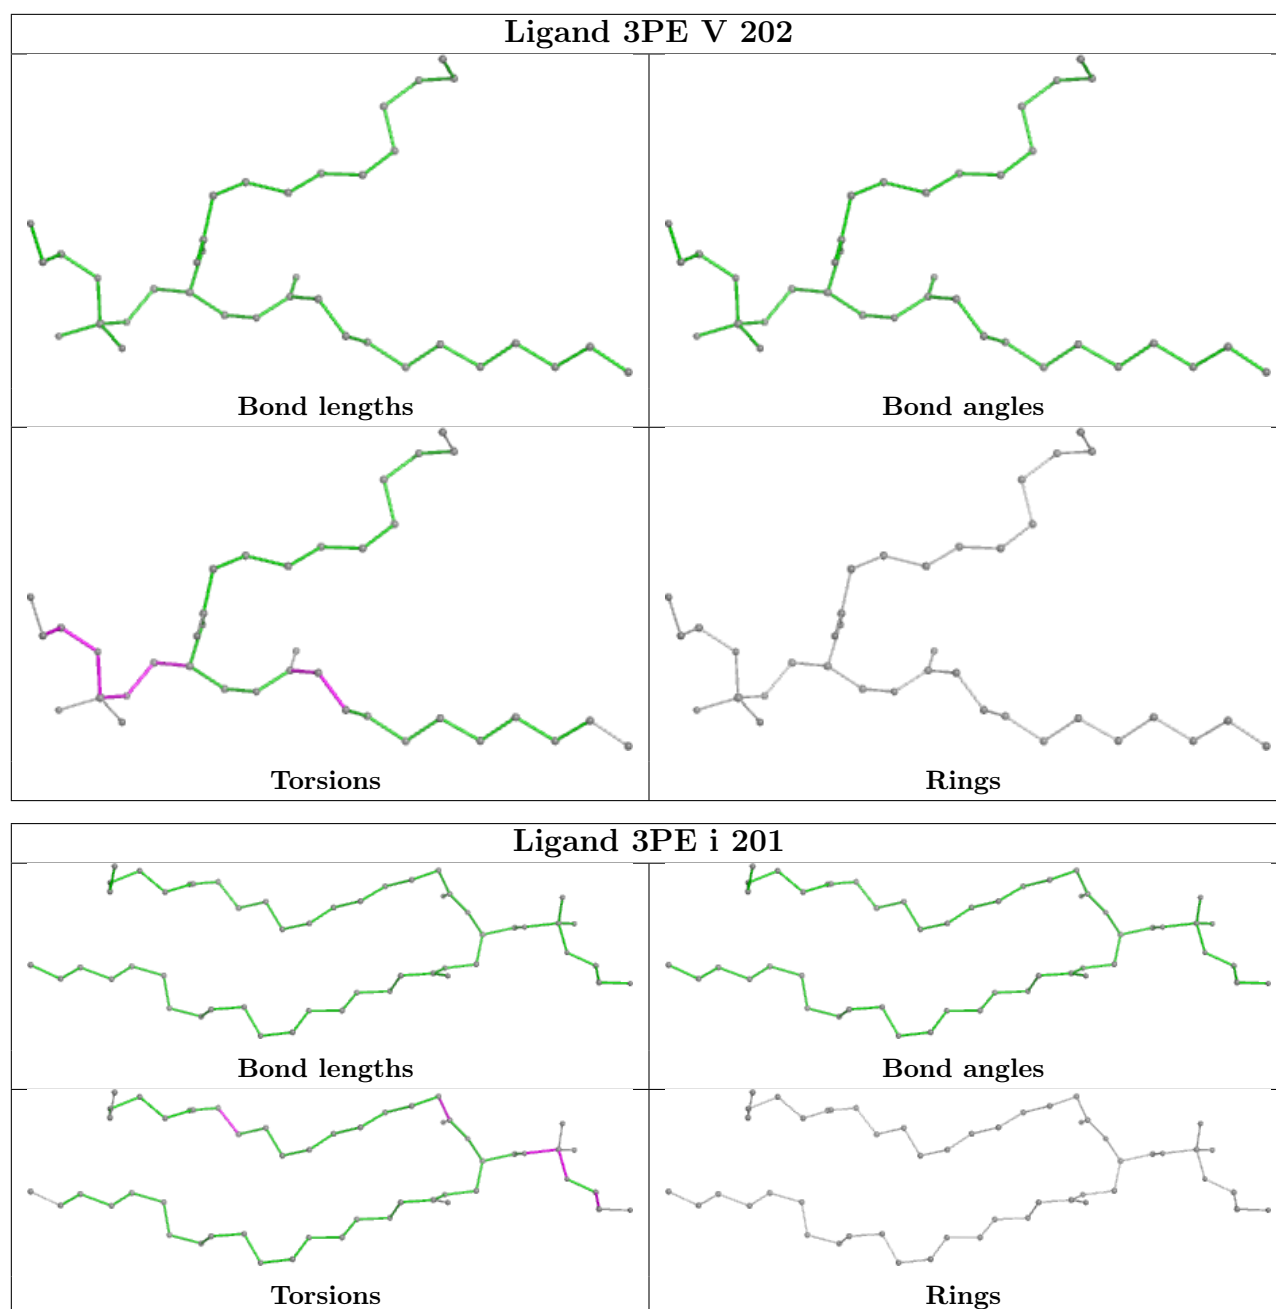 Ligand 3PE V 202
Bond lengths
Bond angles
Torsions
Rings
Ligand 3PE i 201
Bond lengths
Bond angles
Torsions
Rings